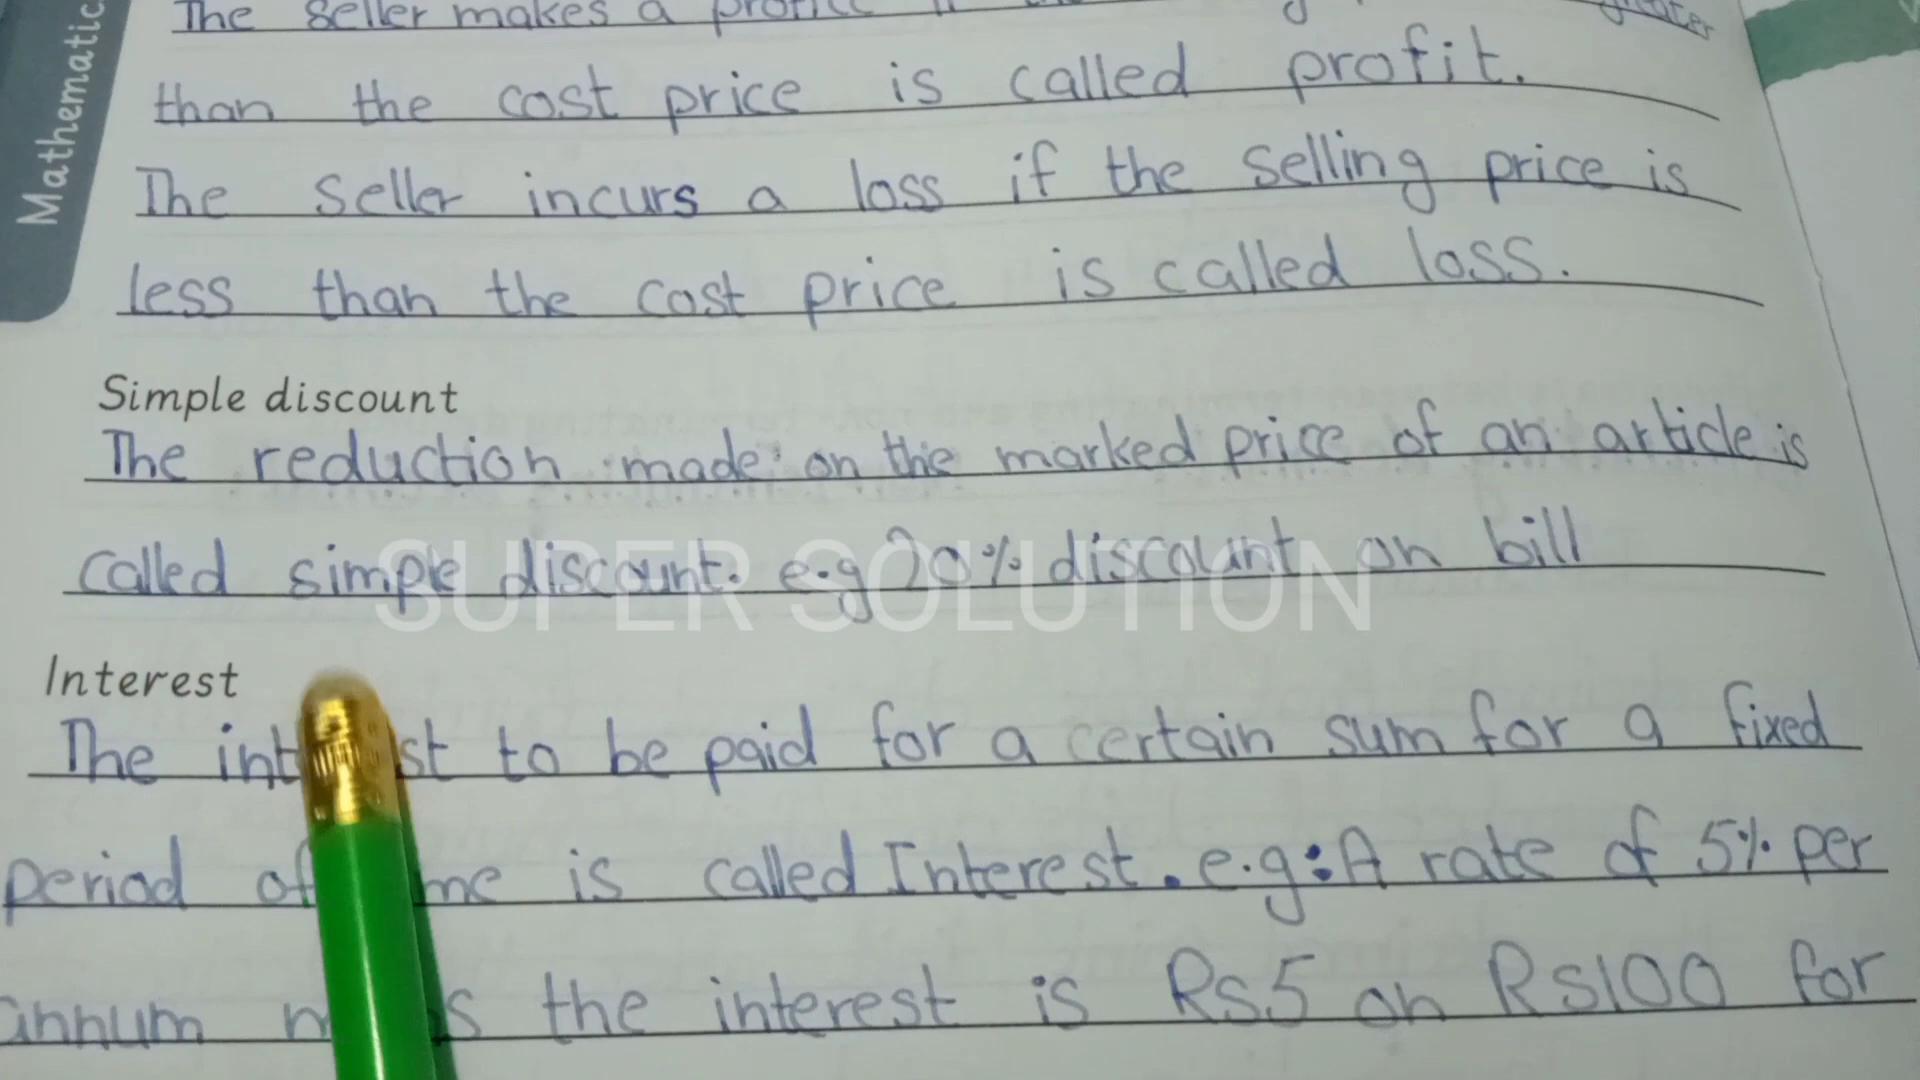 Mathematic
The seller makes a profit
greater
than the cost price is called profit.
The seller incurs a loss if the selling price is
less than the cost price is called loss.
Simple discount
The reduction made on the marked price of an article is
called simple discount. e.g 20% discount on bill
SUPER SOLUTION
Interest
The int st to be paid for a certain sum for a fixed
period of me is called Interest. e.g: A rate of 5% per
annum m s the interest is Rs5 on Rs100 for